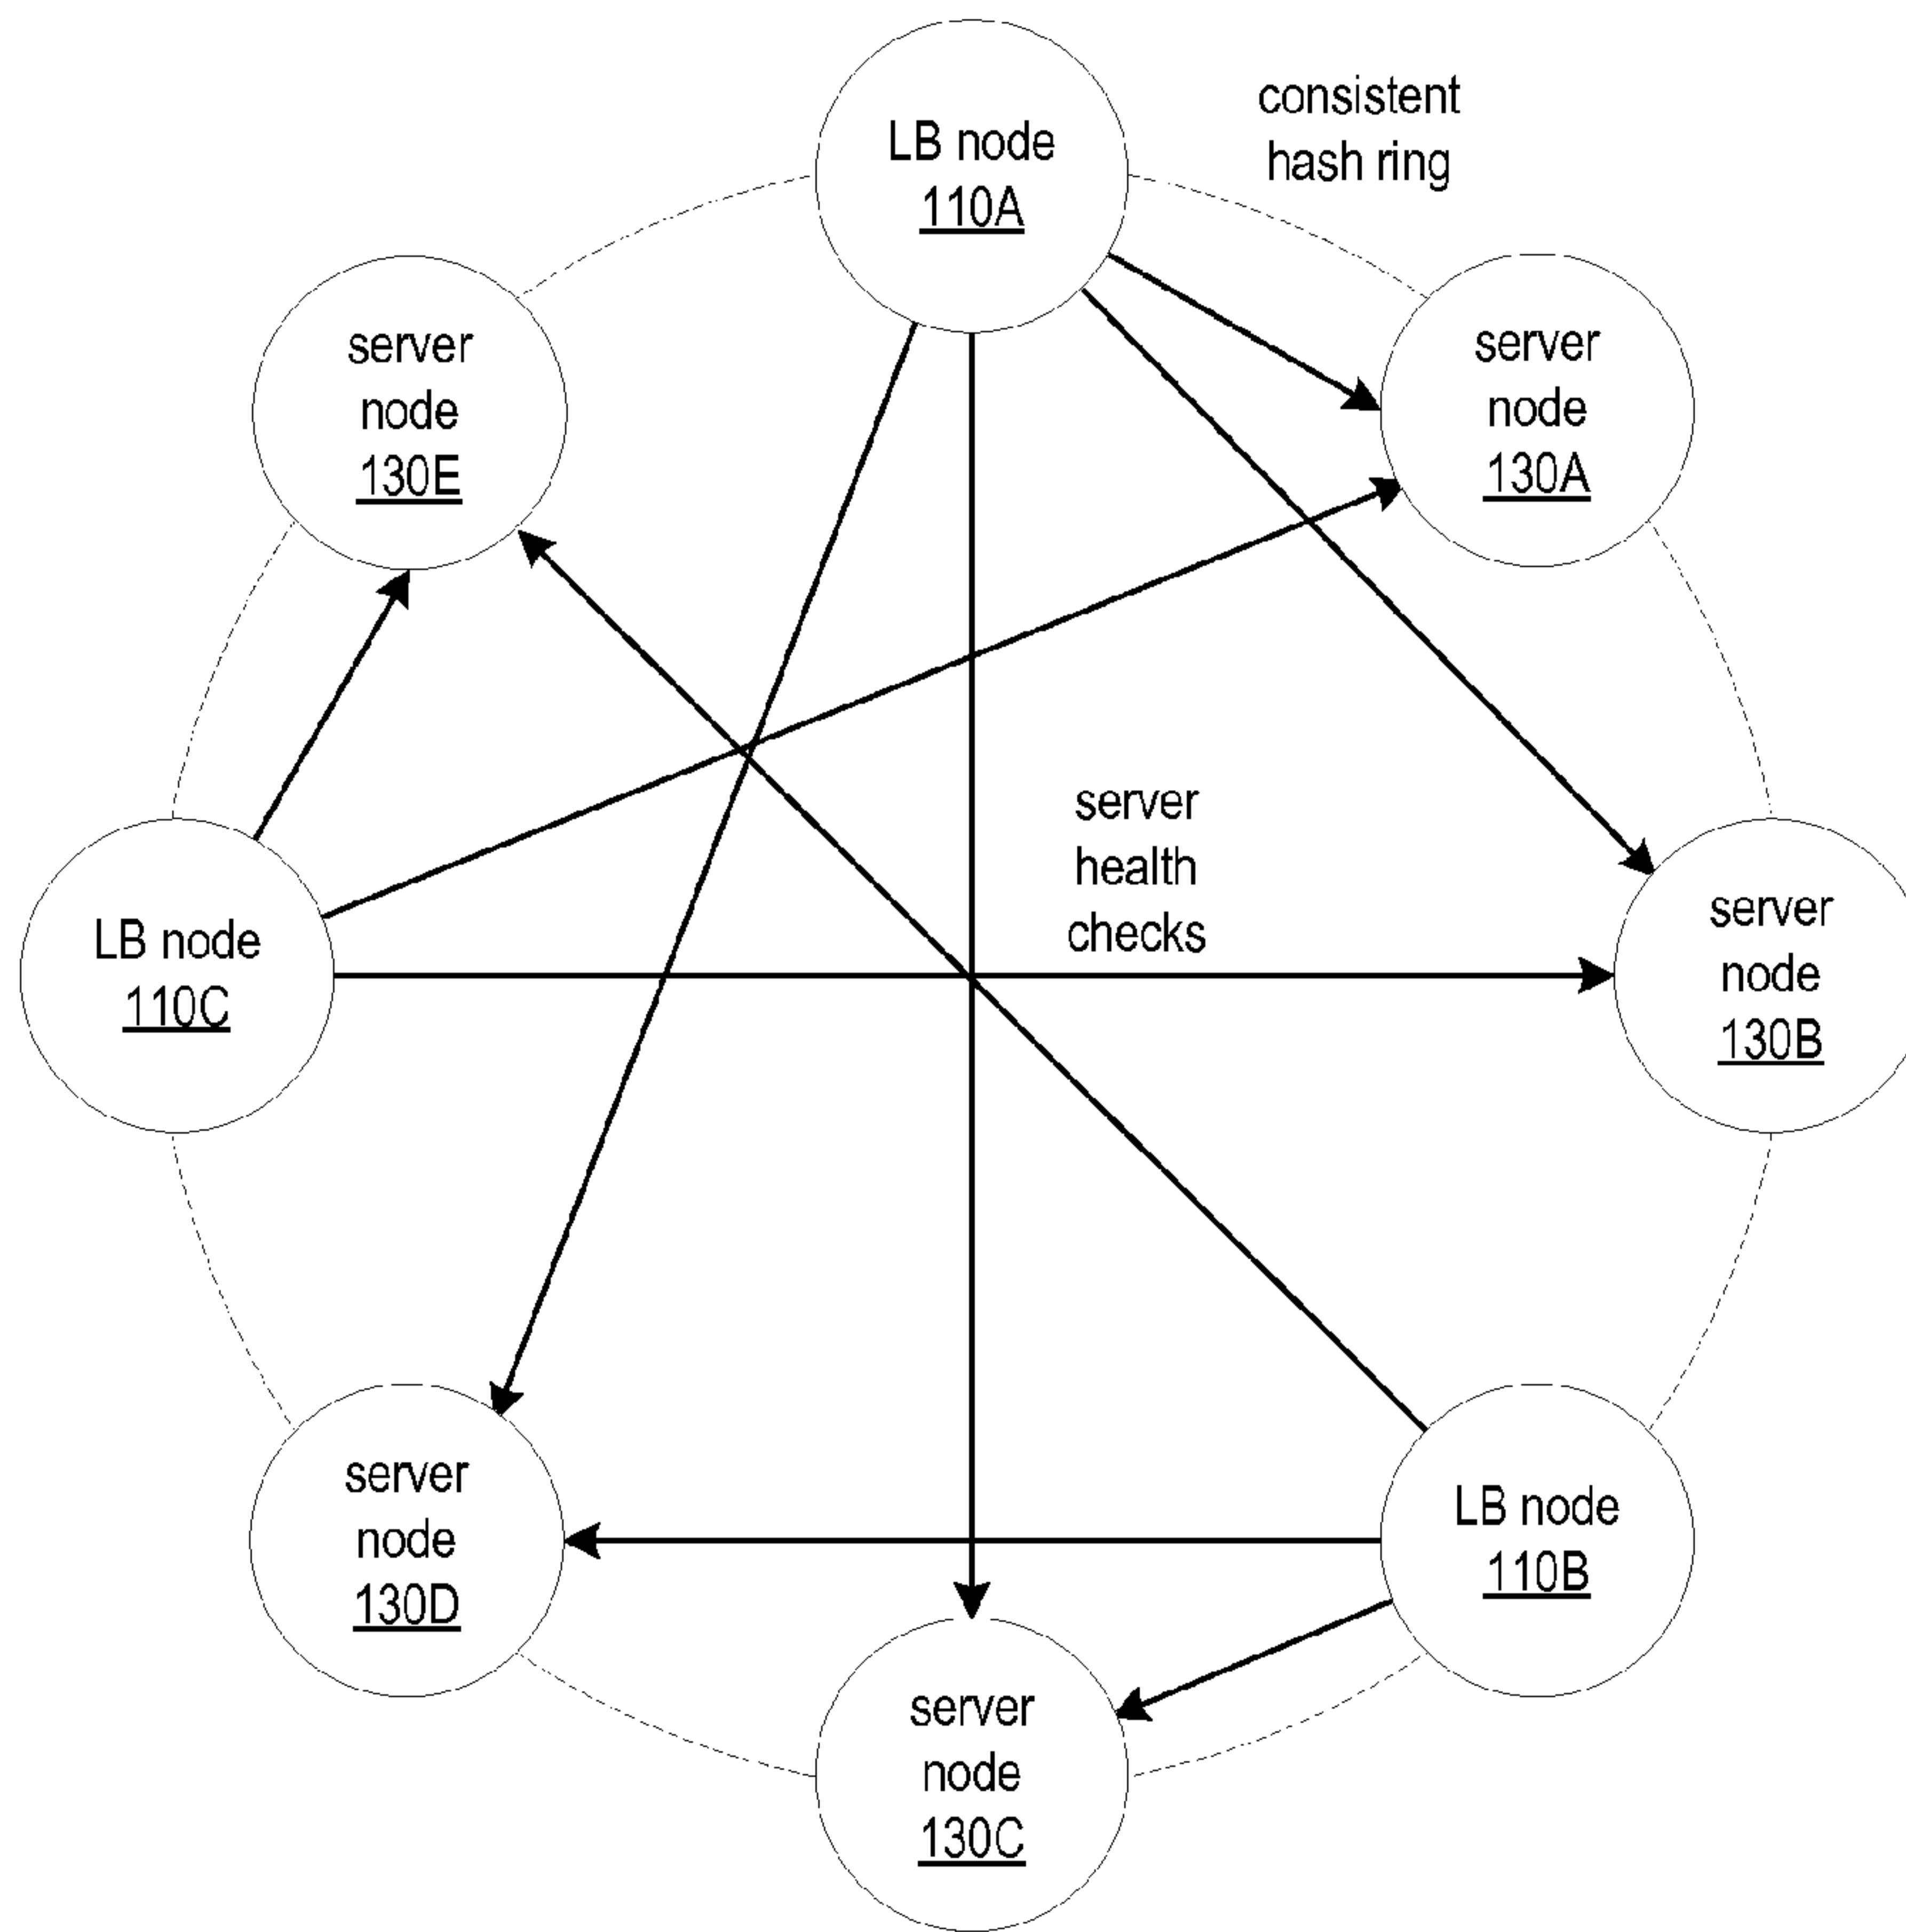 LB node
110A
consistent
hash ring
server
node
130E
server
node
130A
server
health
checks
LB node
110C
server
node
130B
server
node
130D
LB node
110B
server
node
130C